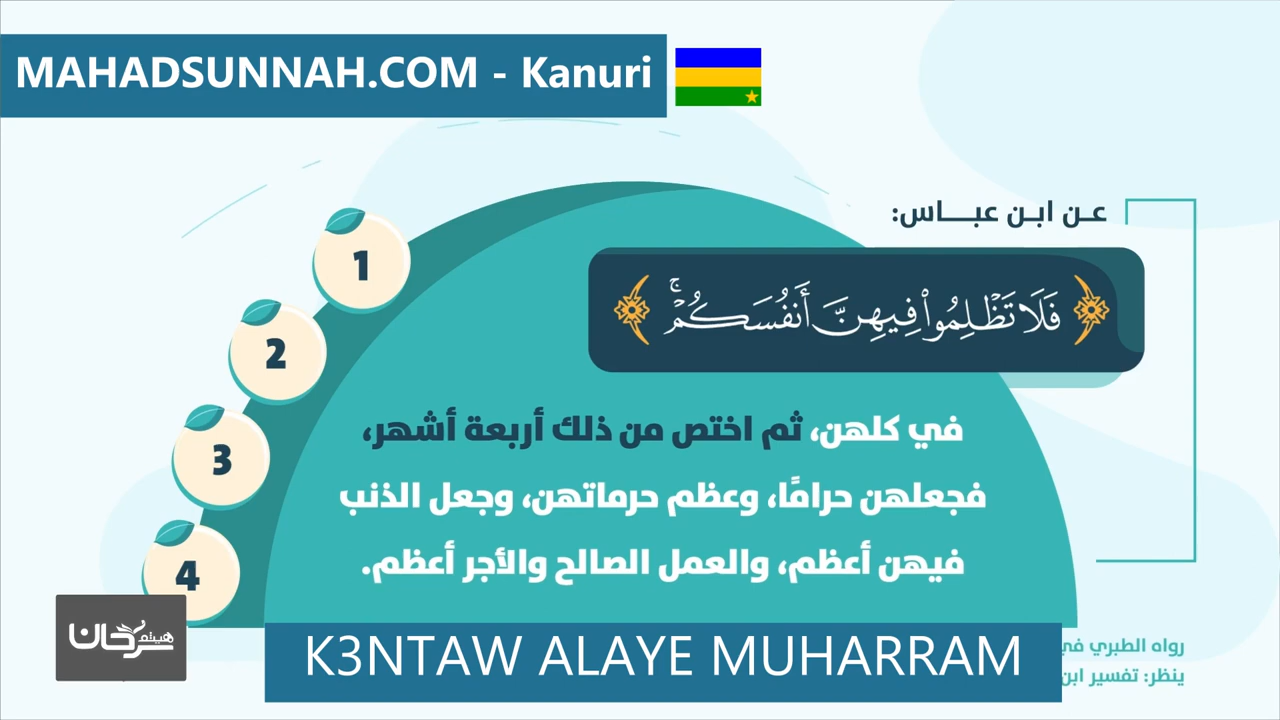 MAHADSUNNAH.COM - Kanuri
عن ابن عباس:
﴿فَلَا تَظْلِمُوا۟ فِيهِنَّ أَنفُسَكُمْ ۚ﴾
في كلهن، ثم اختص من ذلك أربعة أشهر،
فجعلهن حرامًا، وعظم حرماتهن، وجعل الذنب
فيهن أعظم، والعمل الصالح والأجر أعظم.
1
2
3
4
هيثم
سرحان
K3NTAW ALAYE MUHARRAM
رواه الطبري في
ينظر: تفسير ابن